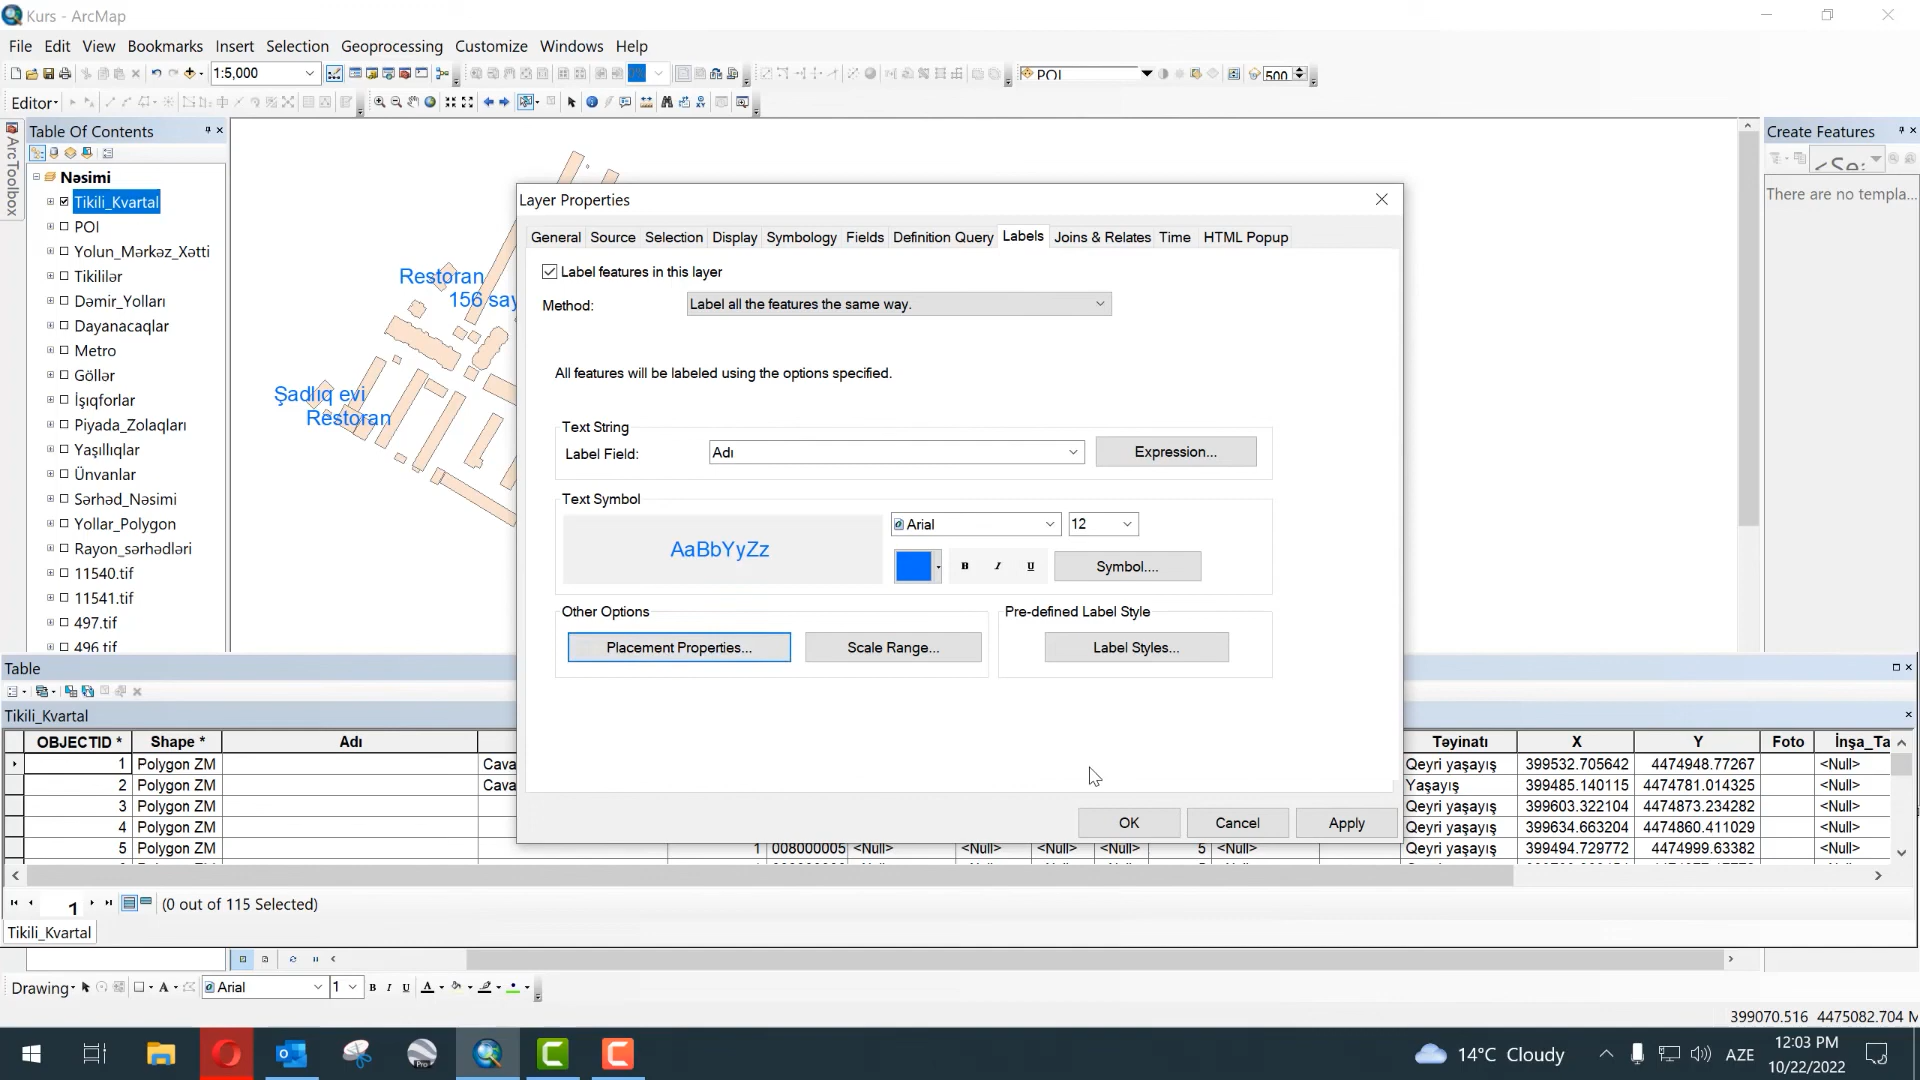 Kurs - ArcMap
File Edit View Bookmarks Insert Selection Geoprocessing Customize Windows Help
1:5,000
POI
500
Editor
Table Of Contents
Create Features
ArcToolbox
There are no templa...
Nəsimi
Tikili_Kvartal
POI
Yolun_Mərkəz_Xətti
Tikililər
Dəmir_Yolları
Dayanacaqlar
Metro
Göllər
İşıqforlar
Piyada_Zolaqları
Yaşıllıqlar
Ünvanlar
Sərhəd_Nəsimi
Yollar_Polygon
Rayon_sərhədləri
11540.tif
11541.tif
497.tif
496.tif
Restoran
156 say
Şadlıq evi
Restoran
Layer Properties
General Source Selection Display Symbology Fields Definition Query Labels Joins & Relates Time HTML Popup
Label features in this layer
Method:
Label all the features the same way.
All features will be labeled using the options specified.
Text String
Label Field:
Adı
Expression...
Text Symbol
AaBbYyZz
Arial
12
B I U
Symbol....
Other Options
Placement Properties...
Scale Range...
Pre-defined Label Style
Label Styles...
OK
Cancel
Apply
Table
Tikili_Kvartal
OBJECTID * Shape * Adı Təyinatı X Y Foto İnşa_Ta
1 Polygon ZM Cava Qeyri yaşayış 399532.705642 4474948.77267 <Null>
2 Polygon ZM Cava Yaşayış 399485.140115 4474781.014325 <Null>
3 Polygon ZM Qeyri yaşayış 399603.322104 4474873.234282 <Null>
4 Polygon ZM Qeyri yaşayış 399634.663204 4474860.411029 <Null>
5 Polygon ZM 1 008000005 <Null> <Null> <Null> <Null> 5 <Null> Qeyri yaşayış 399494.729772 4474999.63382 <Null>
1
(0 out of 115 Selected)
Tikili_Kvartal
Drawing
A
Arial
1
B I U A
399070.516 4475082.704 M
Pro
14°C Cloudy
AZE
12:03 PM
10/22/2022